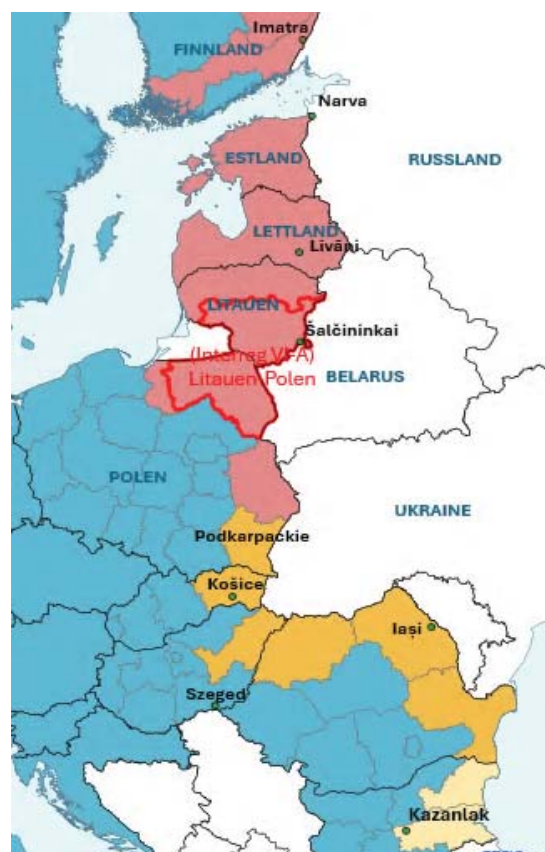 Imatra
FINNLAND
Narva
ESTLAND
RUSSLAND
LETTLAND
Līvāni
LITAUEN
Šalčininkai
(Interreg VI-A)
Litauen Polen
BELARUS
POLEN
UKRAINE
Podkarpackie
Košice
Iași
Szeged
Kazanlak